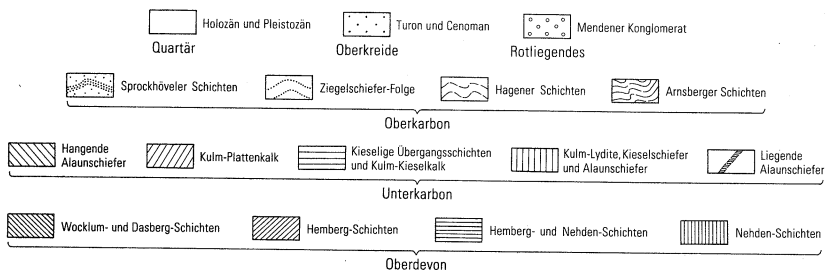 Holozän und Pleistozän
Turon und Cenoman
Mendener Konglomerat
Quartär
Oberkreide
Rotliegendes
Sprockhöveler Schichten
Ziegelschiefer-Folge
Hagener Schichten
Arnsberger Schichten
Oberkarbon
Hangende
Alaunschiefer
Kulm-Plattenkalk
Kieselige Übergangsschichten
und Kulm-Kieselkalk
Kulm-Lydite, Kieselschiefer
und Alaunschiefer
Liegende
Alaunschiefer
Unterkarbon
Wocklum- und Dasberg-Schichten
Hemberg-Schichten
Hemberg- und Nehden-Schichten
Nehden-Schichten
Oberdevon